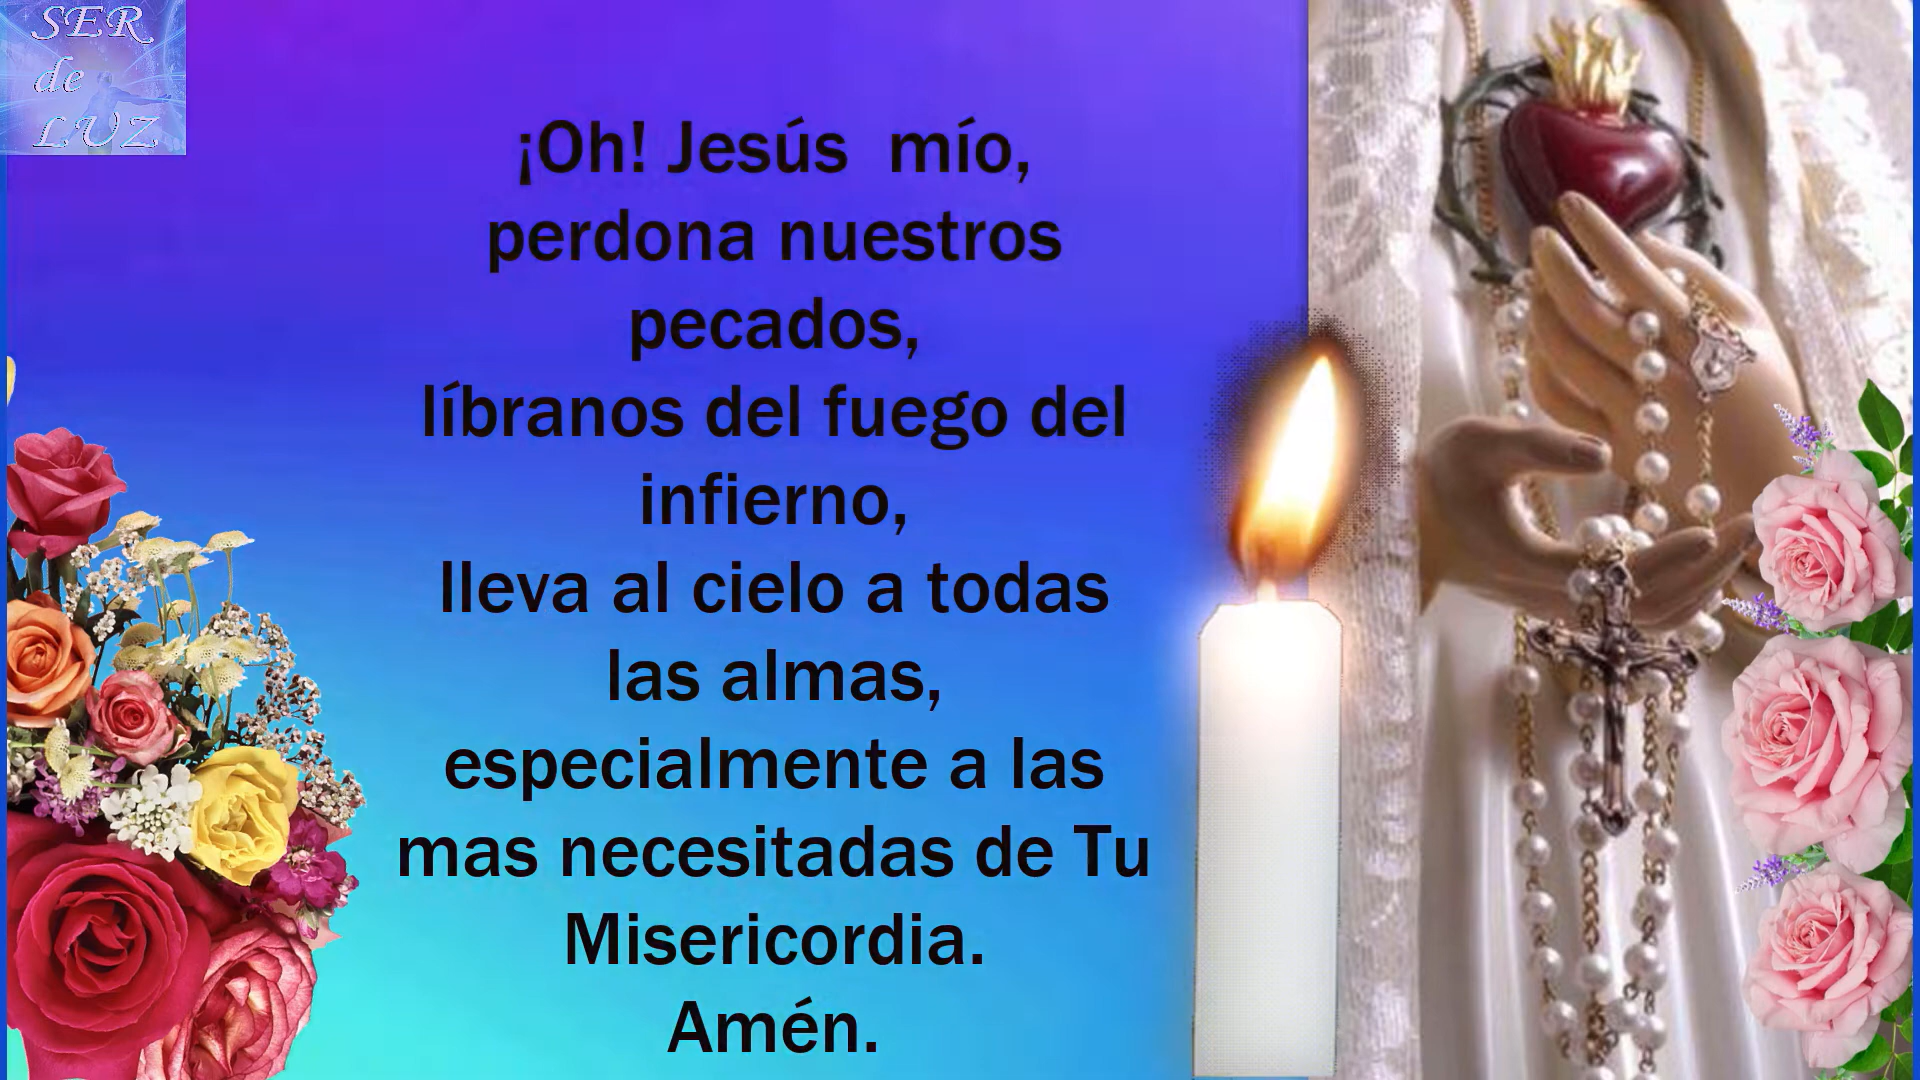 SER
de
LUZ
¡Oh! Jesús mío,
perdona nuestros
pecados,
líbranos del fuego del
infierno,
lleva al cielo a todas
las almas,
especialmente a las
mas necesitadas de Tu
Misericordia.
Amén.